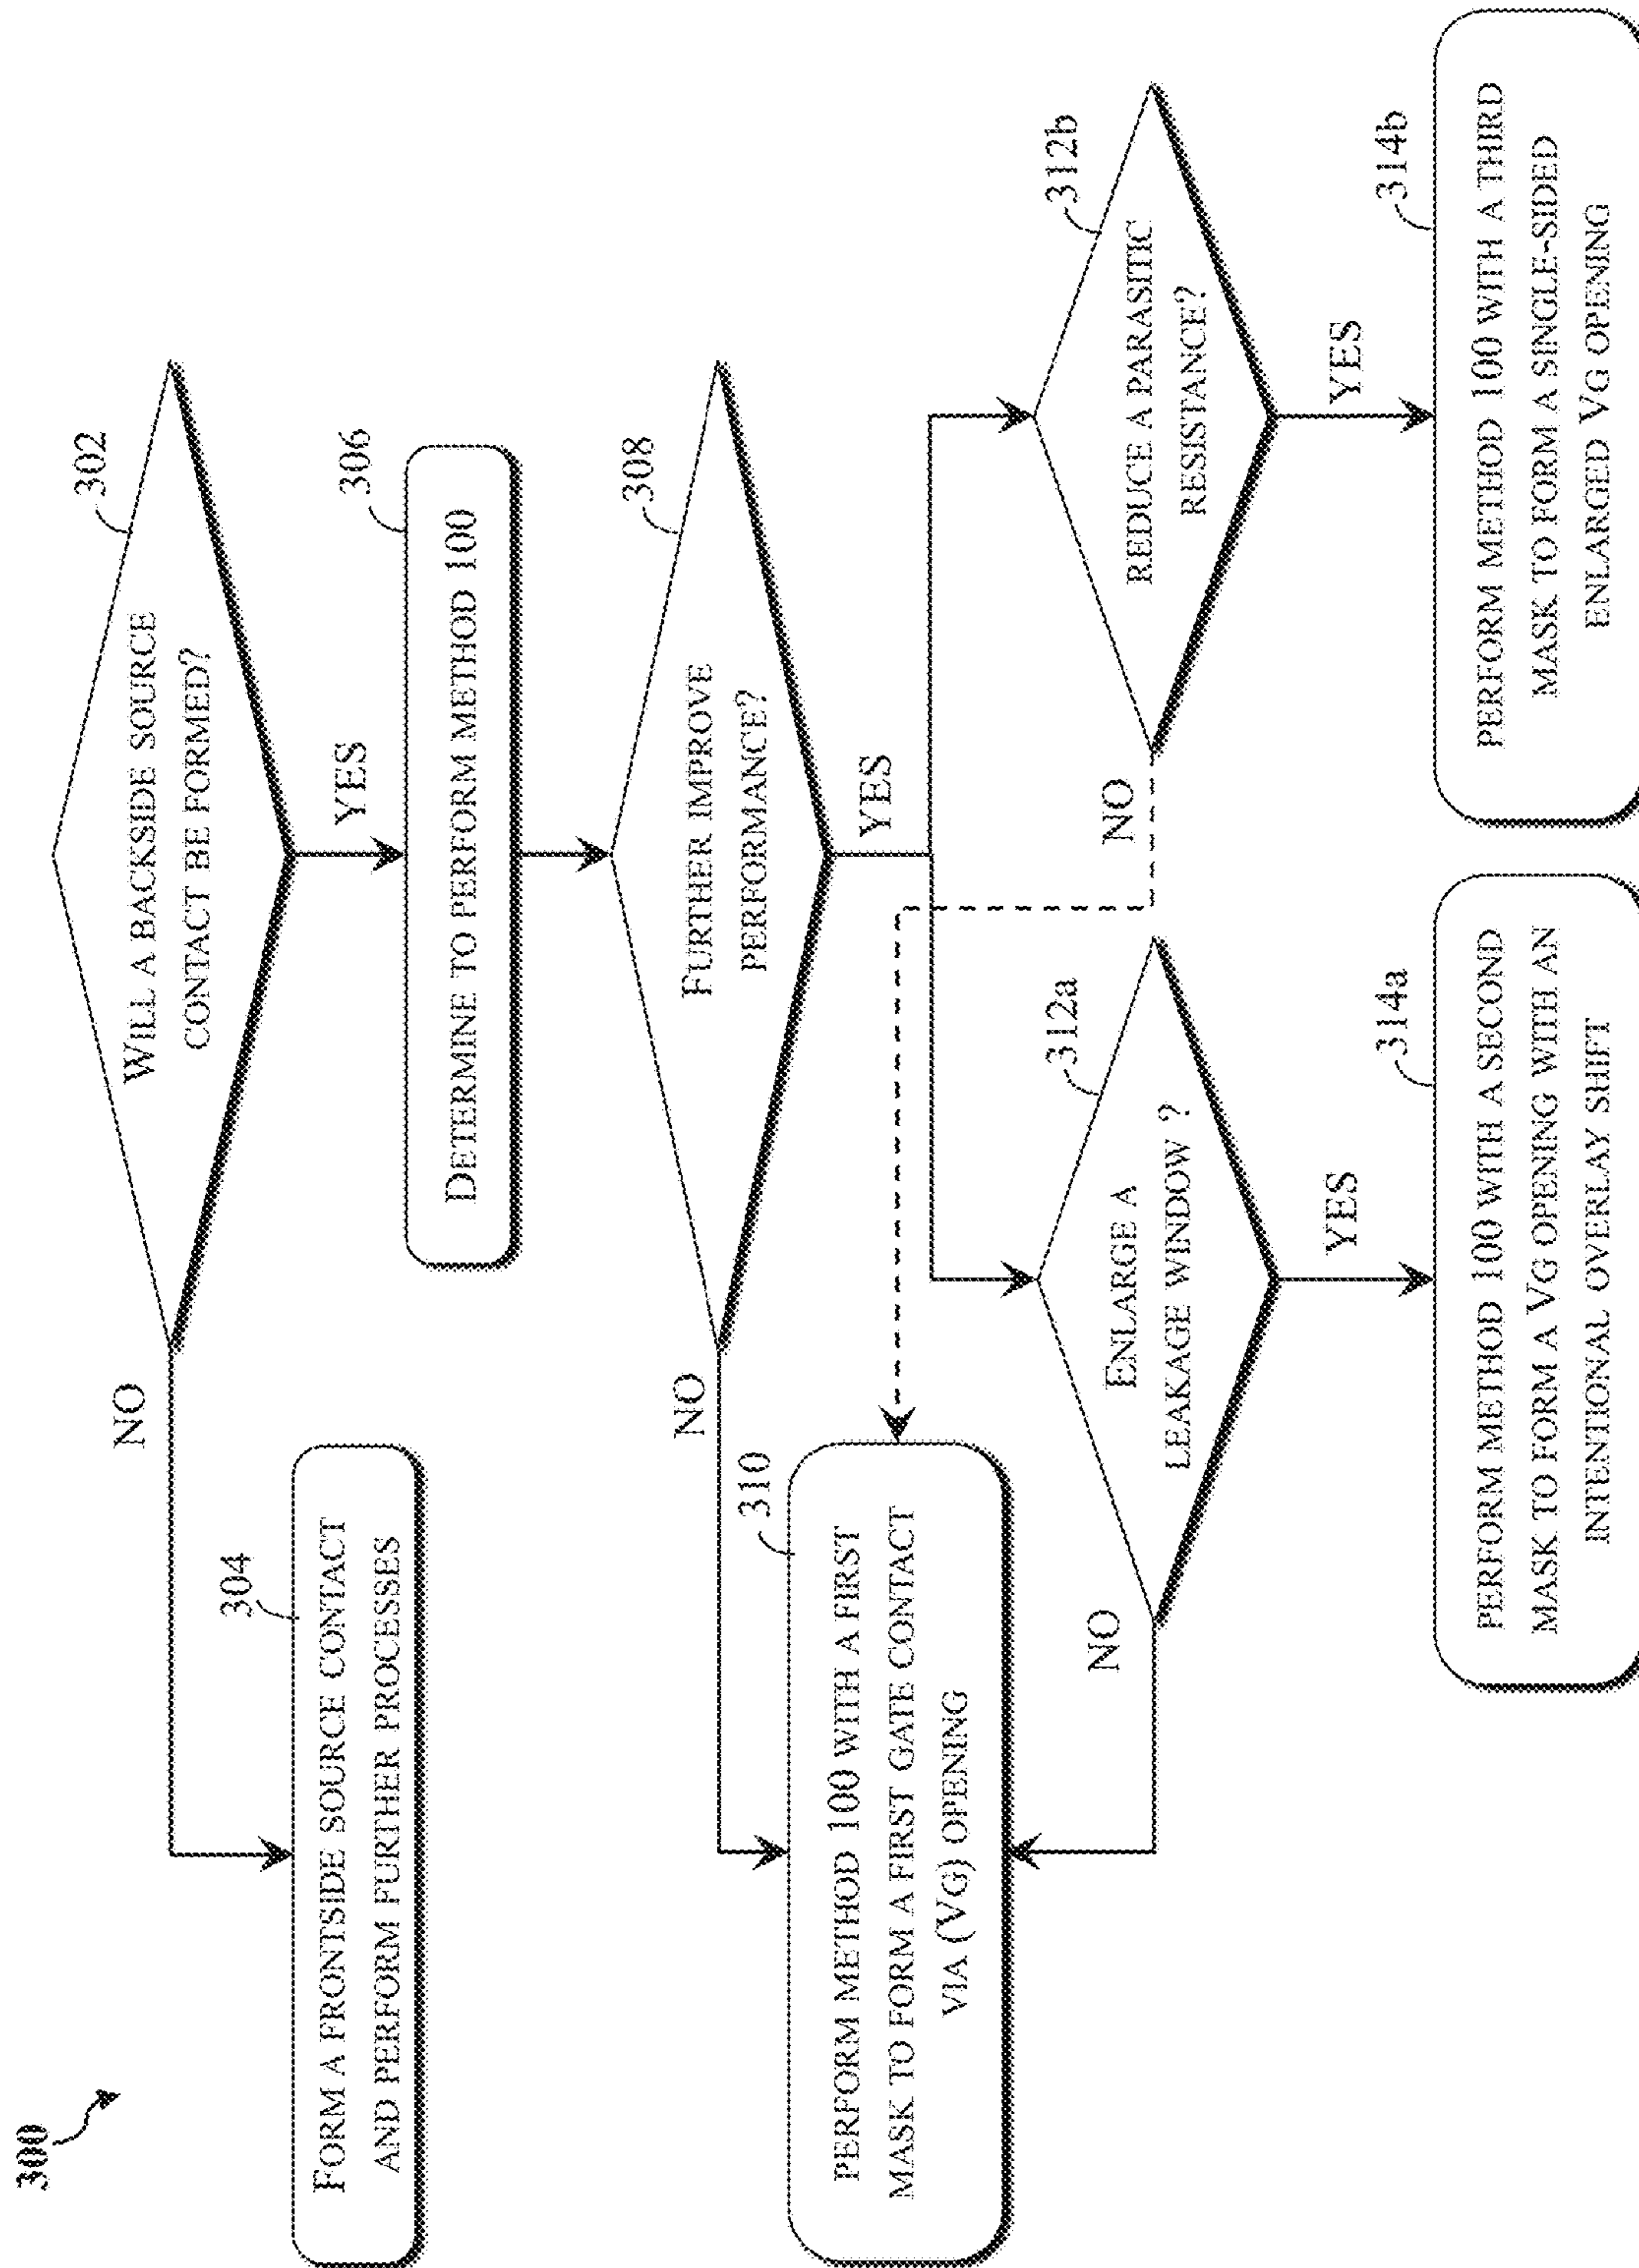 300
302
WILL A BACKSIDE SOURCE
CONTACT BE FORMED?
NO
YES
304
FORM A FRONTSIDE SOURCE CONTACT
AND PERFORM FURTHER PROCESSES
306
DETERMINE TO PERFORM METHOD 100
308
FURTHER IMPROVE
PERFORMANCE?
NO
YES
310
PERFORM METHOD 100 WITH A FIRST
MASK TO FORM A FIRST GATE CONTACT
VIA (VG) OPENING
312a
ENLARGE A
LEAKAGE WINDOW ?
NO
YES
312b
REDUCE A PARASITIC
RESISTANCE?
NO
YES
314a
PERFORM METHOD 100 WITH A SECOND
MASK TO FORM A VG OPENING WITH AN
INTENTIONAL OVERLAY SHIFT
314b
PERFORM METHOD 100 WITH A THIRD
MASK TO FORM A SINGLE-SIDED
ENLARGED VG OPENING